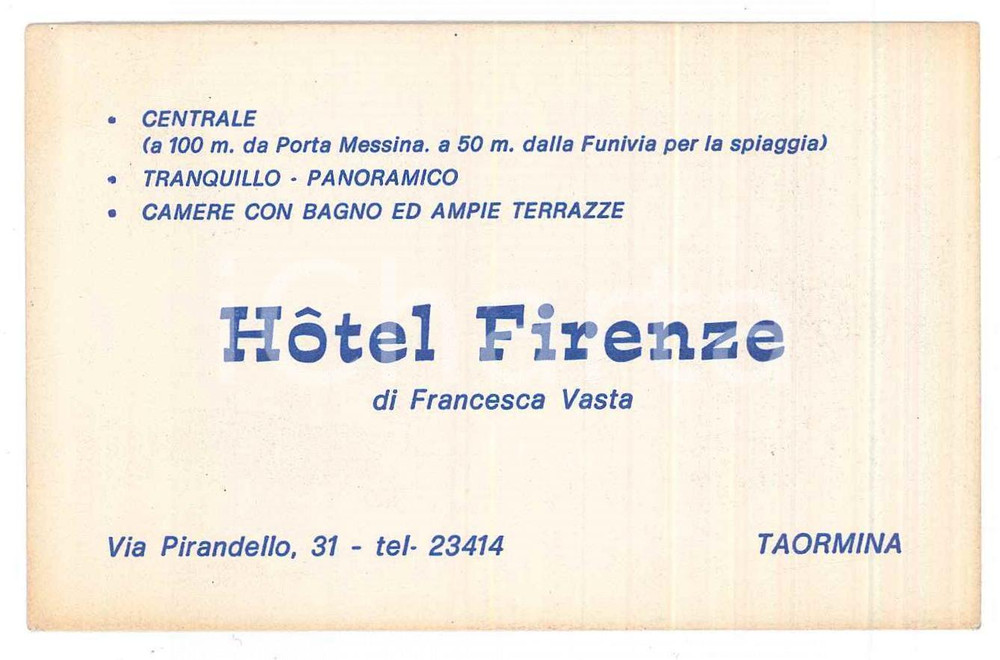 • CENTRALE
(a 100 m. da Porta Messina. a 50 m. dalla Funivia per la spiaggia)
• TRANQUILLO - PANORAMICO
• CAMERE CON BAGNO ED AMPIE TERRAZZE
iCharta
Hôtel Firenze
di Francesca Vasta
Via Pirandello, 31 - tel- 23414
TAORMINA